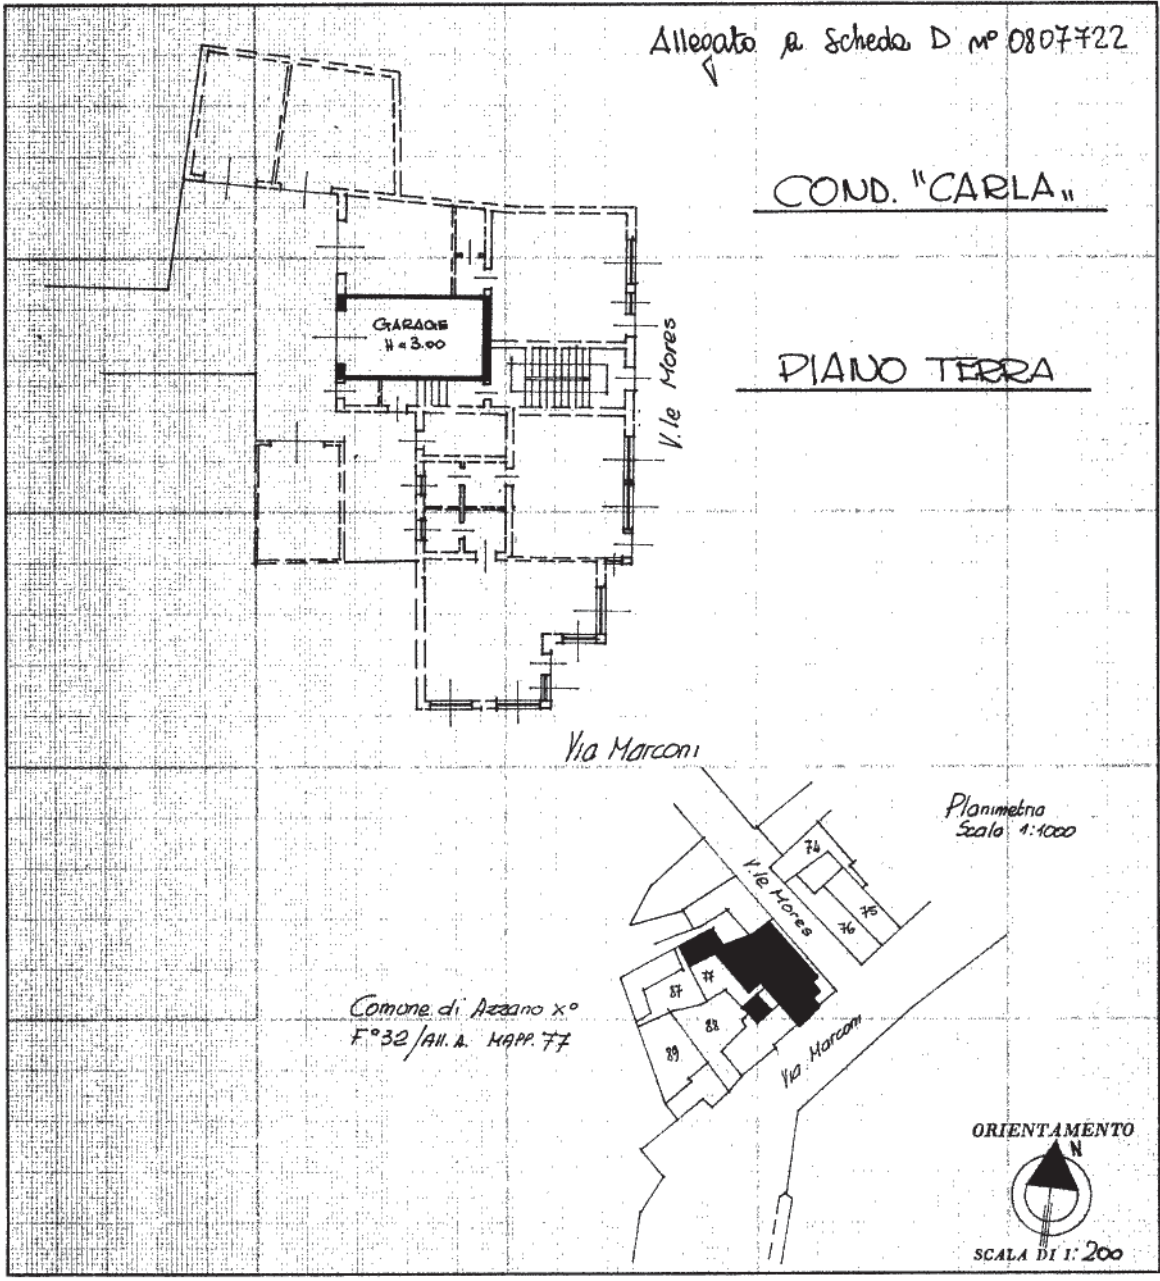 Allegato a Scheda D n° 0807722
COND. "CARLA"
GARAGE
H = 3.00
V.le Mores
PIANO TERRA
Via Marconi
Planimetria
Scala 1:1000
74
V.le Mores
75
76
77
87
88
89
Comune di Azzano X°
F° 32 / All. A. MAPP. 77
Via Marconi
ORIENTAMENTO
N
SCALA DI 1: 200